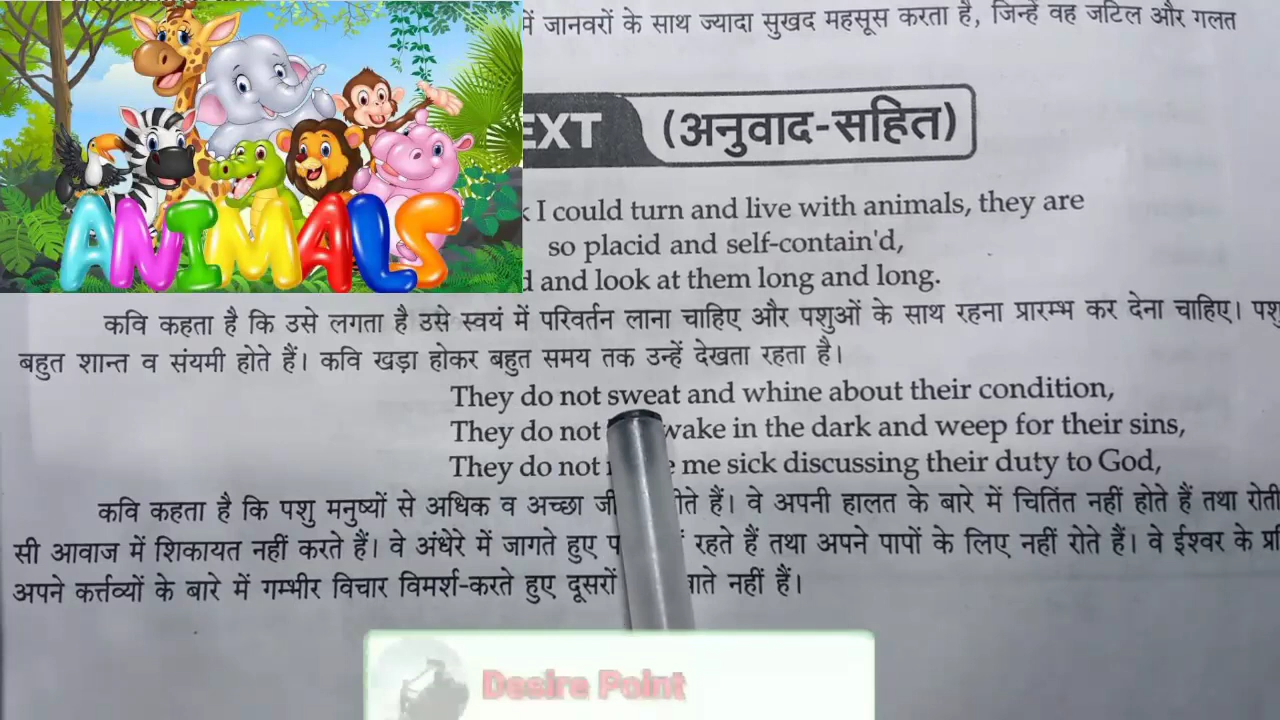 में जानवरों के साथ ज्यादा सुखद महसूस करता है, जिन्हें वह जटिल और गलत
ANIMALS
(अनुवाद-सहित)
I could turn and live with animals, they are
so placid and self-contain'd,
and look at them long and long.
कवि कहता है कि उसे लगता है उसे स्वयं में परिवर्तन लाना चाहिए और पशुओं के साथ रहना प्रारम्भ कर देना चाहिए।
बहुत शान्त व संयमी होते हैं। कवि खड़ा होकर बहुत समय तक उन्हें देखता रहता है।
They do not sweat and whine about their condition,
They do not wake in the dark and weep for their sins,
They do not me sick discussing their duty to God,
कवि कहता है कि पशु मनुष्यों से अधिक व अच्छा हैं। वे अपनी हालत के बारे में चितिंत नहीं होते हैं तथा
सी आवाज में शिकायत नहीं करते हैं। वे अंधेरे में जागते हुए रहते हैं तथा अपने पापों के लिए नहीं रोते हैं। वे ईश्वर के
अपने कर्त्तव्यों के बारे में गम्भीर विचार विमर्श-करते हुए दूसरों नहीं हैं।
Desire Point